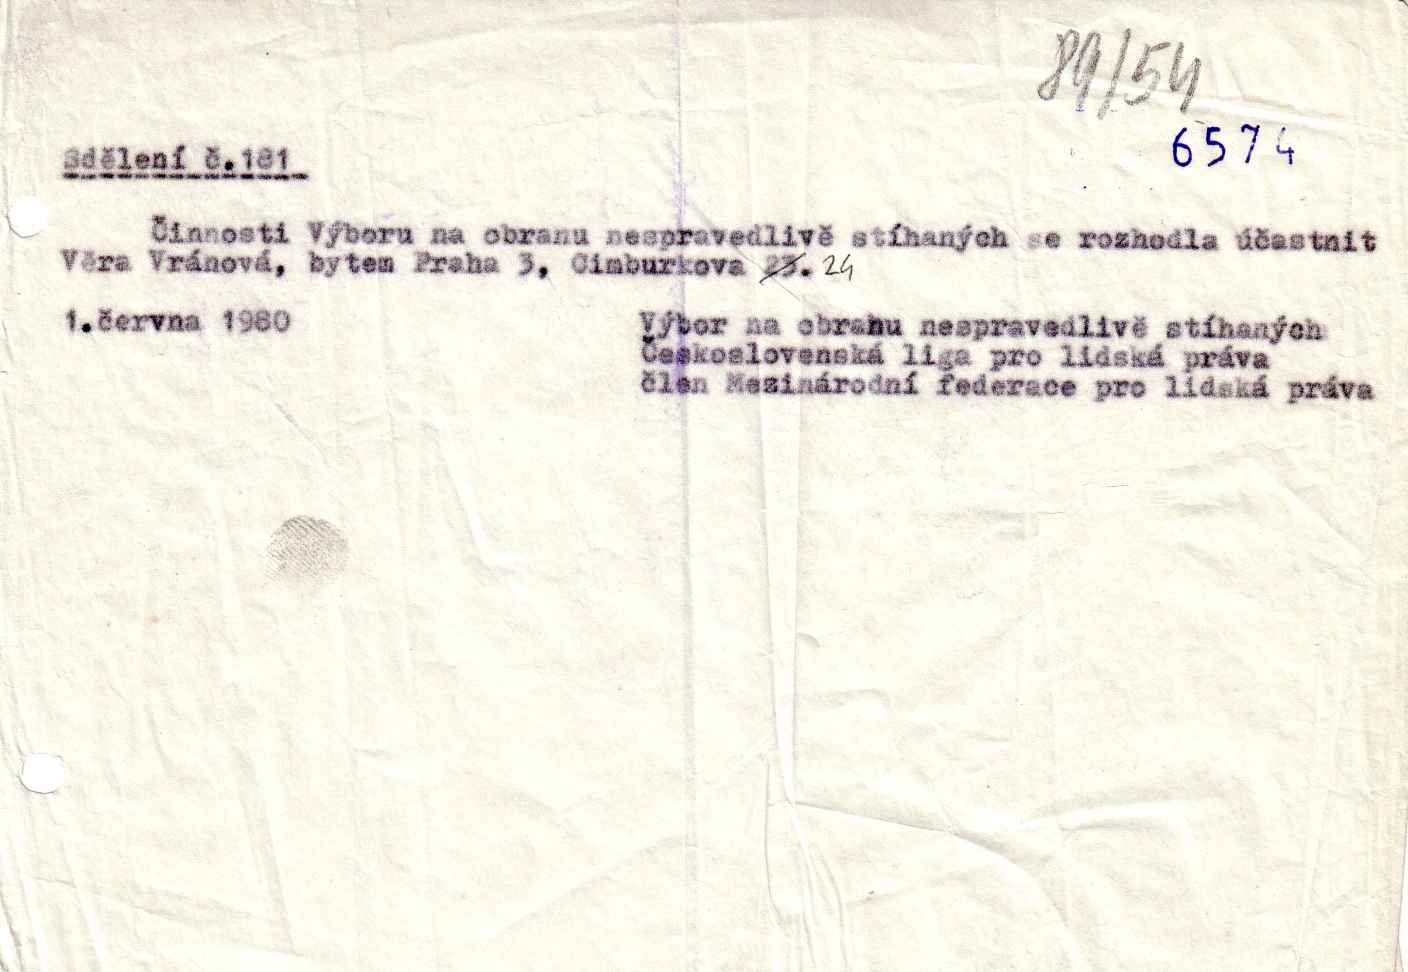 89/54
6574
Sdělení č.181
Činnosti Výboru na obranu nespravedlivě stíhaných se rozhodla účastnit
Věra Vránová, bytem Praha 3, Cimburkova 23. 24
1.června 1980
Výbor na obranu nespravedlivě stíhaných
Československá liga pro lidská práva
člen Mezinárodní federace pro lidská práva